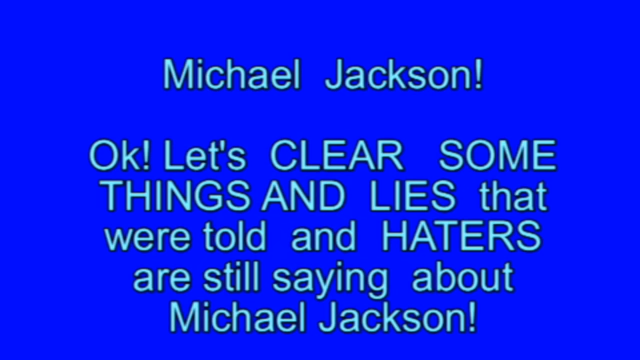 Michael Jackson!
Ok! Let's CLEAR SOME
THINGS AND LIES that
were told and HATERS
are still saying about
Michael Jackson!